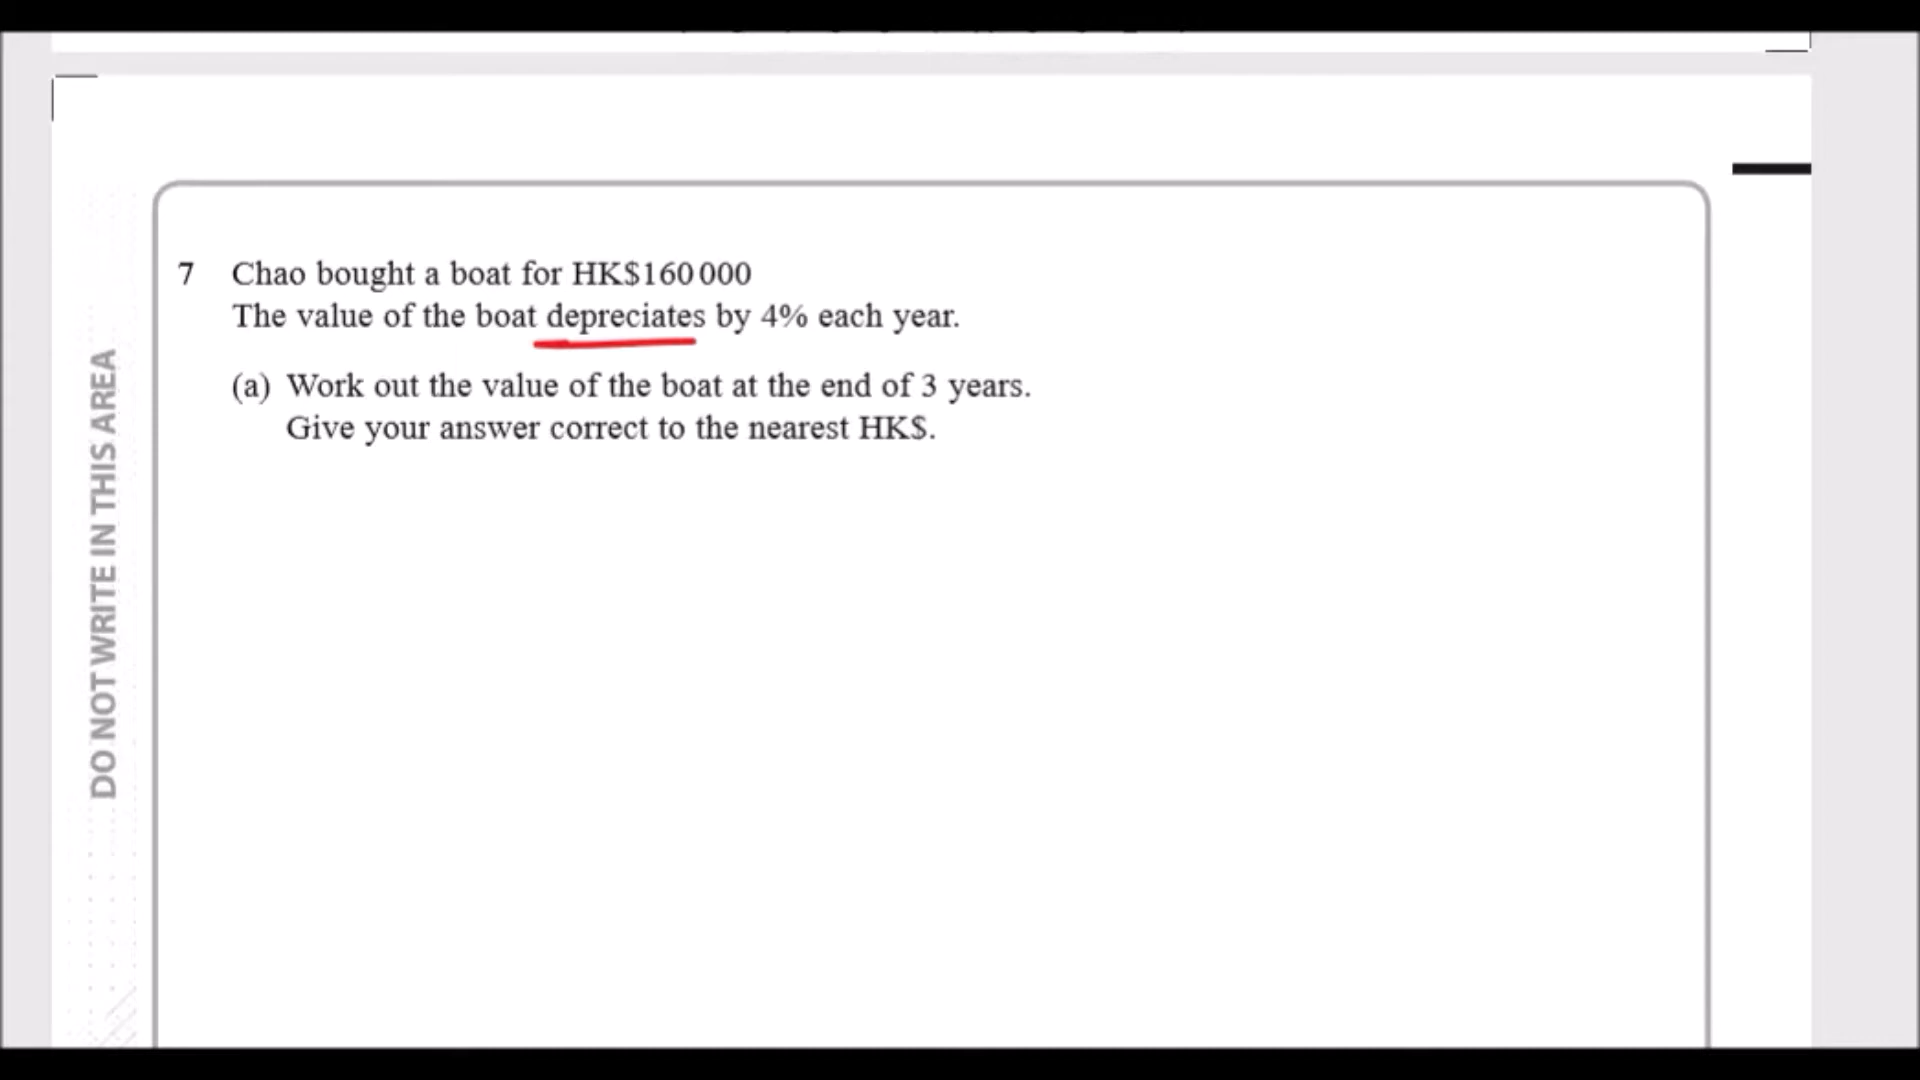 7 Chao bought a boat for HK$160 000
The value of the boat depreciates by 4% each year.
(a) Work out the value of the boat at the end of 3 years.
Give your answer correct to the nearest HK$.
DO NOT WRITE IN THIS AREA